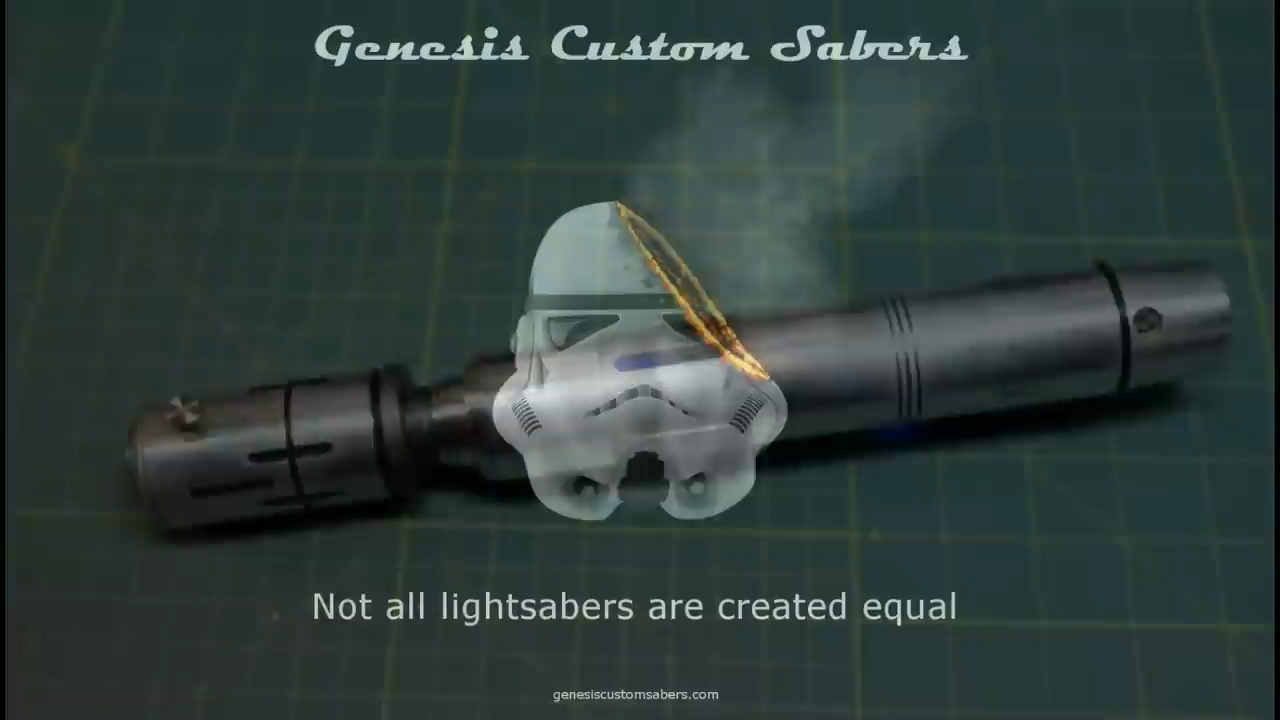 Genesis Custom Sabers
Not all lightsabers are created equal
genesiscustomsabers.com